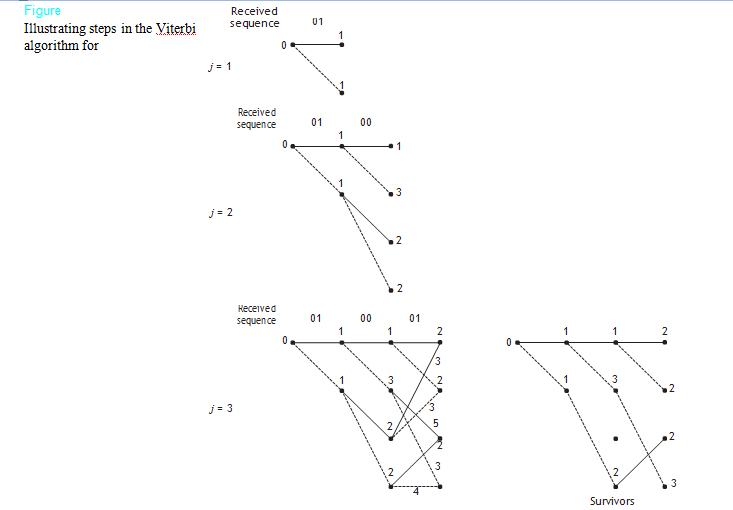 Figure
Illustrating steps in the Viterbi
algorithm for
Received
sequence 01
1
0
1
j = 1
Received
sequence 01 00
1
0 1
1 3
j = 2
2
2
Received
sequence 01 00 01
1 1 2
0
3
1 3 2
3
j = 3
2 5
2
2 3
4
0 1 1 2
1 3 2
2
2 3
Survivors